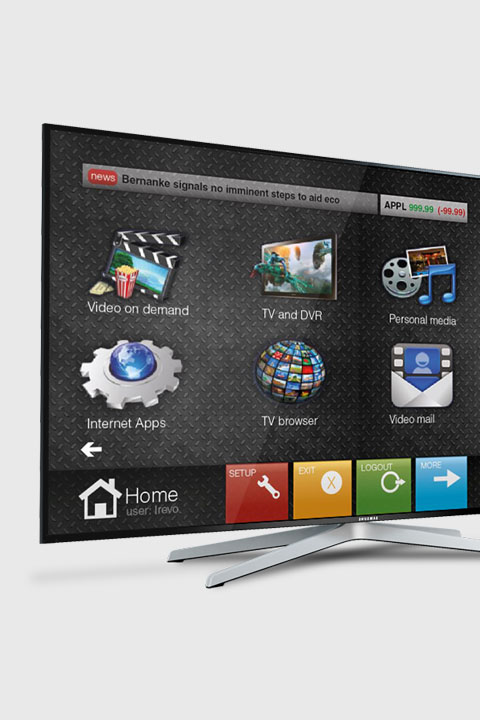 news Bernanke signals no imminent steps to aid eco
APPL 999.99 (-99.99)
Video on demand
TV and DVR
Personal media
Internet Apps
TV browser
Video mail
Home
user: Irevo.
SETUP
EXIT
X
LOGOUT
MORE